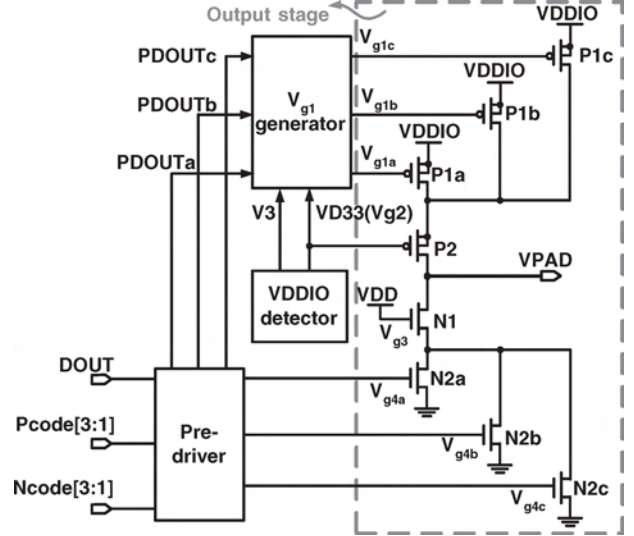 Output stage
VDDIO
PDOUTc
Vg1c
P1c
Vg1
generator
VDDIO
PDOUTb
Vg1b
P1b
VDDIO
PDOUTa
Vg1a
P1a
V3
VD33(Vg2)
P2
VPAD
VDDIO
detector
VDD
N1
Vg3
DOUT
N2a
Vg4a
Pcode[3:1]
Pre-
driver
N2b
Vg4b
Ncode[3:1]
N2c
Vg4c